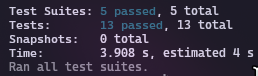 Test Suites: 5 passed, 5 total
Tests: 13 passed, 13 total
Snapshots: 0 total
Time: 3.908 s, estimated 4 s
Ran all test suites.